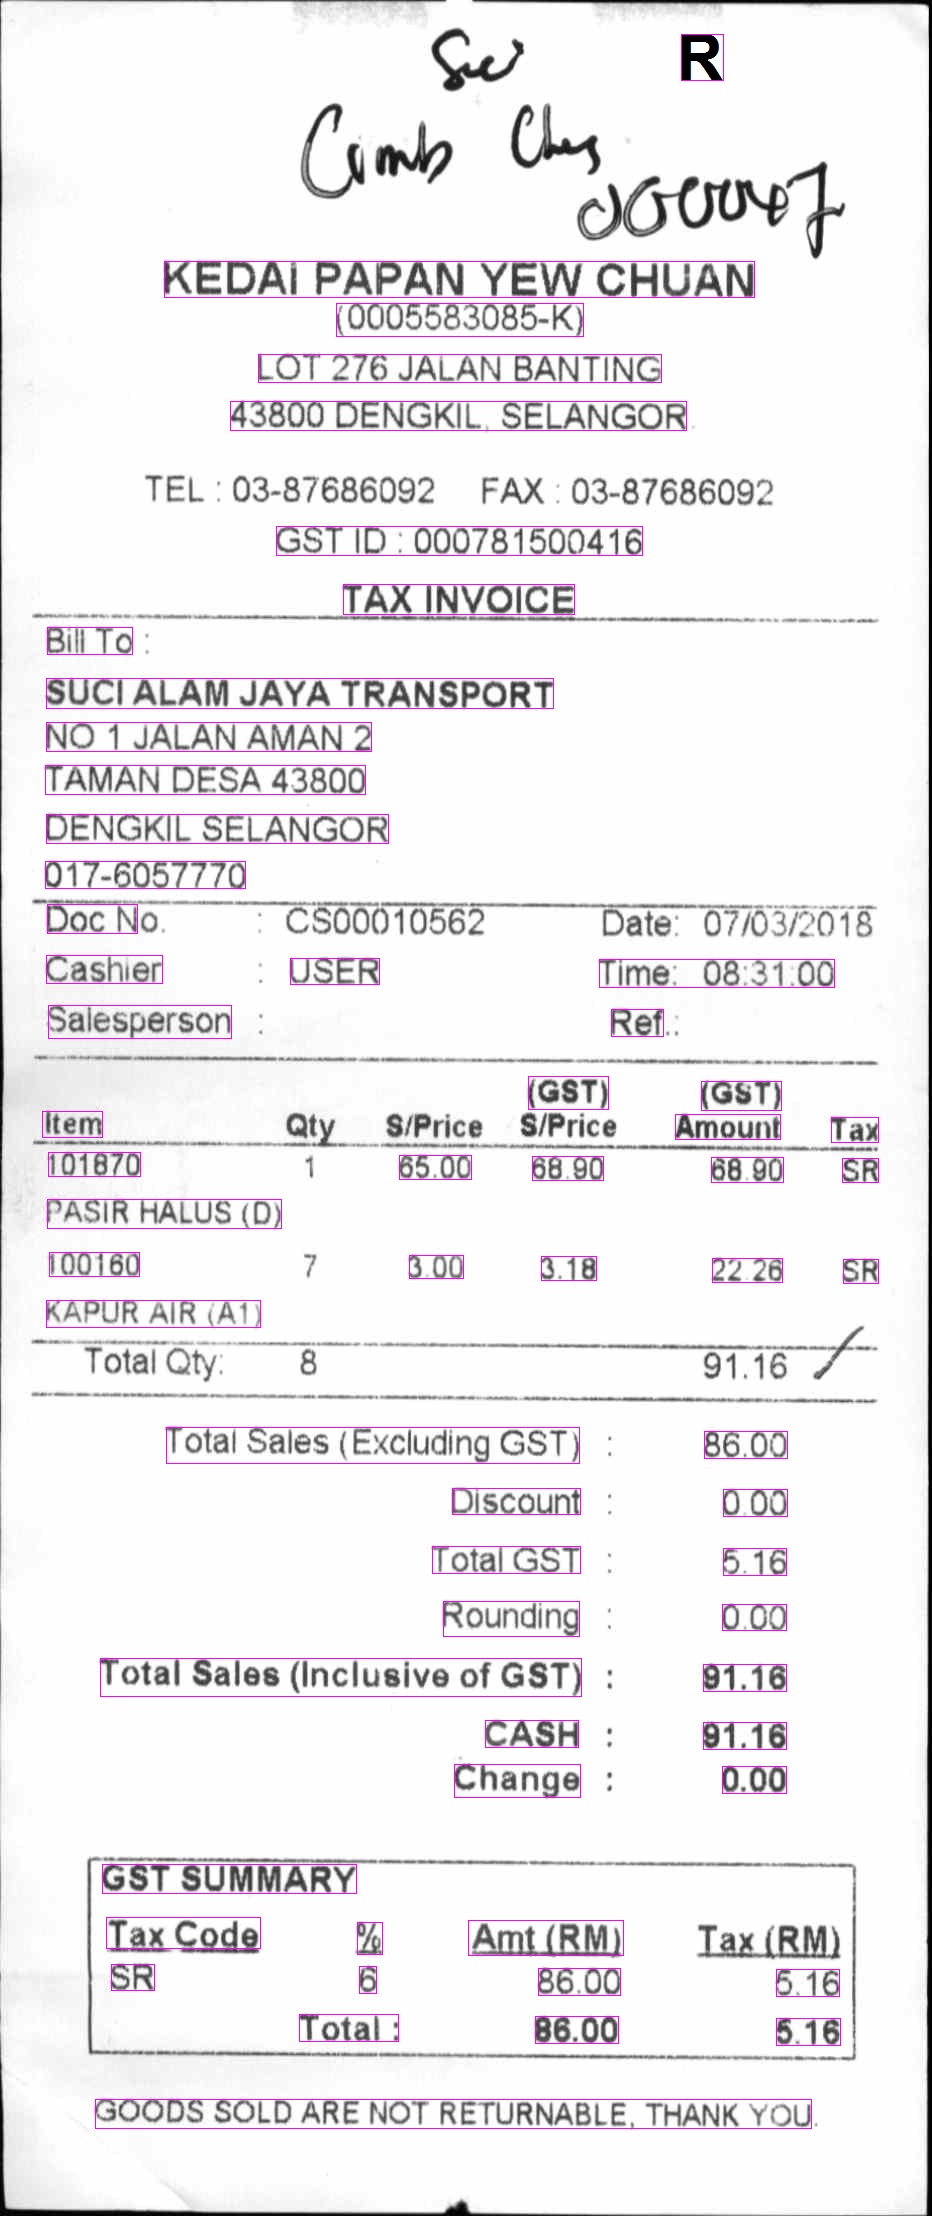 Suci R
Cimb Chq
000047
KEDAI PAPAN YEW CHUAN
(0005583085-K)
LOT 276 JALAN BANTING
43800 DENGKIL, SELANGOR.
TEL : 03-87686092 FAX : 03-87686092
GST ID : 000781500416
TAX INVOICE
Bill To :
SUCI ALAM JAYA TRANSPORT
NO 1 JALAN AMAN 2
TAMAN DESA 43800
DENGKIL SELANGOR
017-6057770
Doc No. : CS00010562 Date: 07/03/2018
Cashier : USER Time: 08:31:00
Salesperson : Ref.:
(GST) (GST)
Item Qty S/Price S/Price Amount Tax
101870 1 65.00 68.90 68.90 SR
PASIR HALUS (D)
100160 7 3.00 3.18 22.26 SR
KAPUR AIR (A1)
Total Qty: 8 91.16
Total Sales (Excluding GST) : 86.00
Discount : 0.00
Total GST : 5.16
Rounding : 0.00
Total Sales (Inclusive of GST) : 91.16
CASH : 91.16
Change : 0.00
GST SUMMARY
Tax Code % Amt (RM) Tax (RM)
SR 6 86.00 5.16
Total : 86.00 5.16
GOODS SOLD ARE NOT RETURNABLE, THANK YOU.